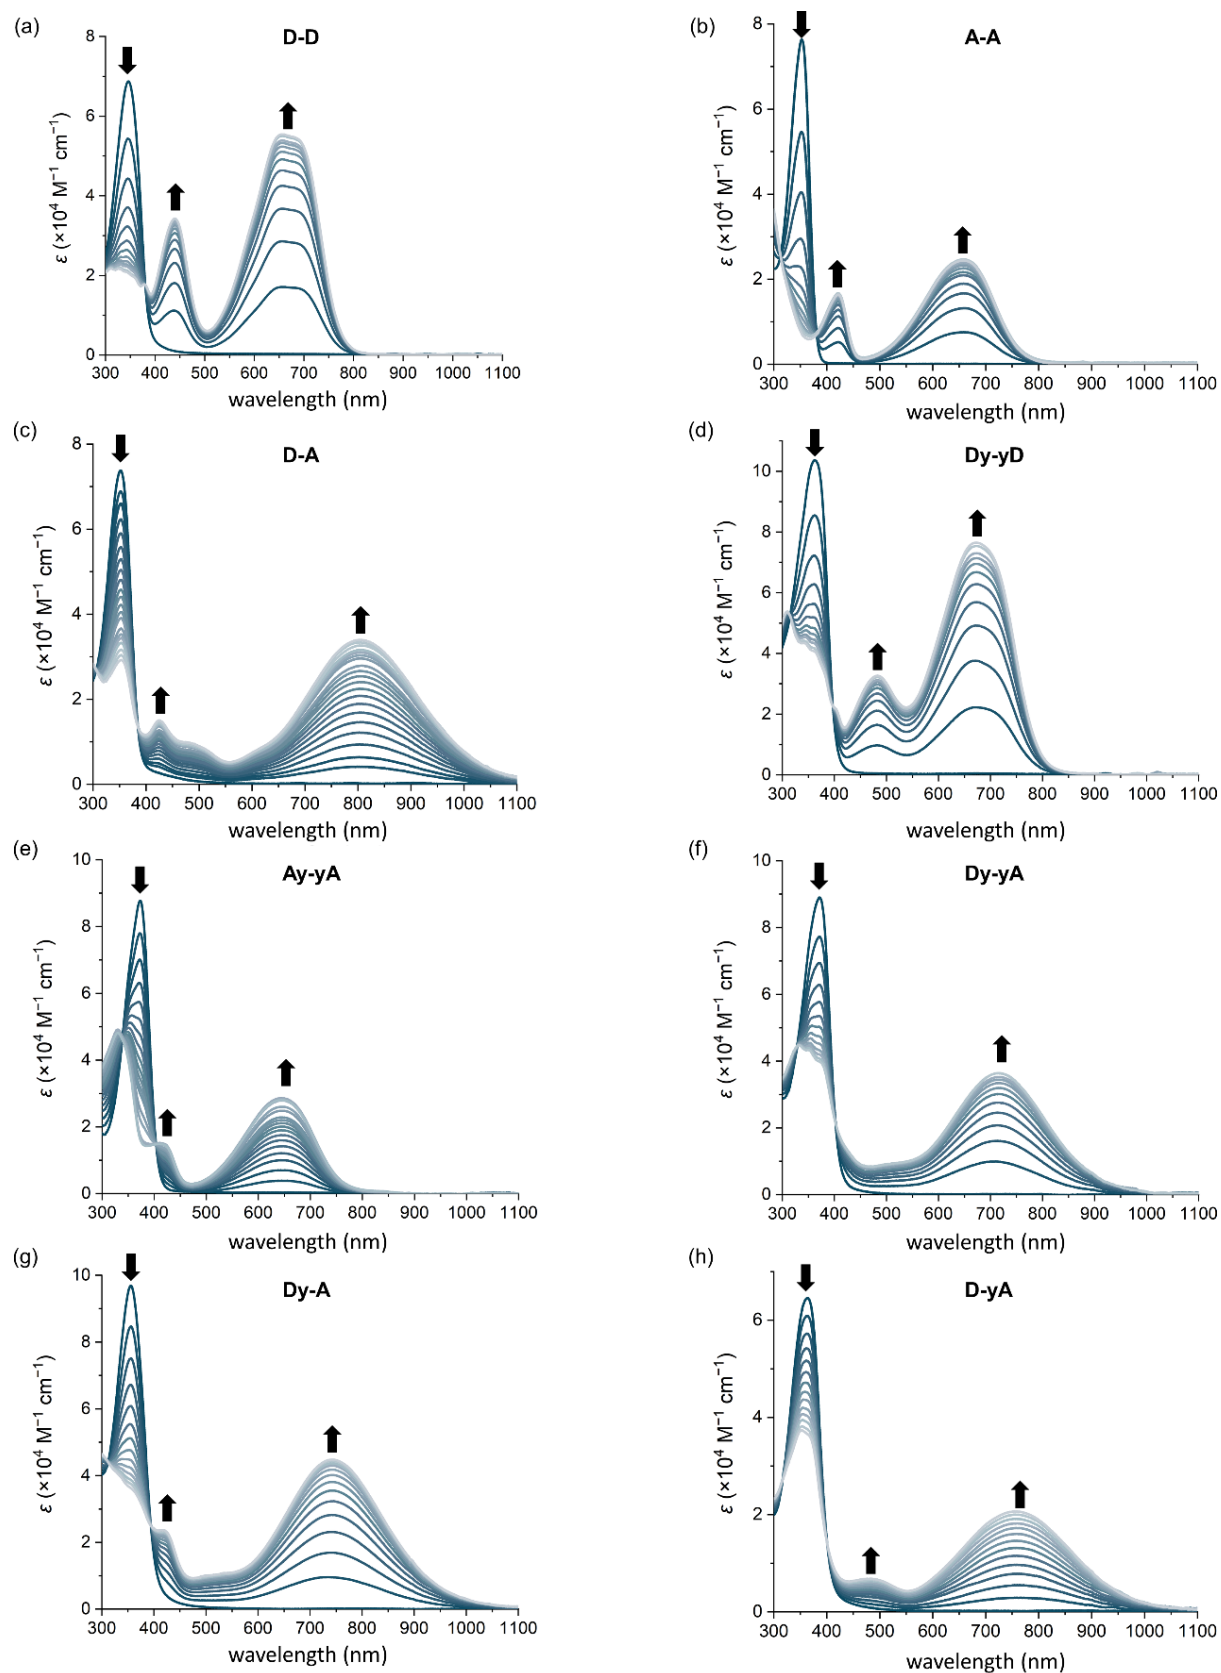 (a)
D-D
8
6
4
2
0
ε (×10⁴ M⁻¹ cm⁻¹)
300 400 500 600 700 800 900 1000 1100
wavelength (nm)
(b)
A-A
8
6
4
2
0
ε (×10⁴ M⁻¹ cm⁻¹)
300 400 500 600 700 800 900 1000 1100
wavelength (nm)
(c)
D-A
8
6
4
2
0
ε (×10⁴ M⁻¹ cm⁻¹)
300 400 500 600 700 800 900 1000 1100
wavelength (nm)
(d)
Dy-yD
10
8
6
4
2
0
ε (×10⁴ M⁻¹ cm⁻¹)
300 400 500 600 700 800 900 1000 1100
wavelength (nm)
(e)
Ay-yA
10
8
6
4
2
0
ε (×10⁴ M⁻¹ cm⁻¹)
300 400 500 600 700 800 900 1000 1100
wavelength (nm)
(f)
Dy-yA
10
8
6
4
2
0
ε (×10⁴ M⁻¹ cm⁻¹)
300 400 500 600 700 800 900 1000 1100
wavelength (nm)
(g)
Dy-A
10
8
6
4
2
0
ε (×10⁴ M⁻¹ cm⁻¹)
300 400 500 600 700 800 900 1000 1100
wavelength (nm)
(h)
D-yA
6
4
2
0
ε (×10⁴ M⁻¹ cm⁻¹)
300 400 500 600 700 800 900 1000 1100
wavelength (nm)